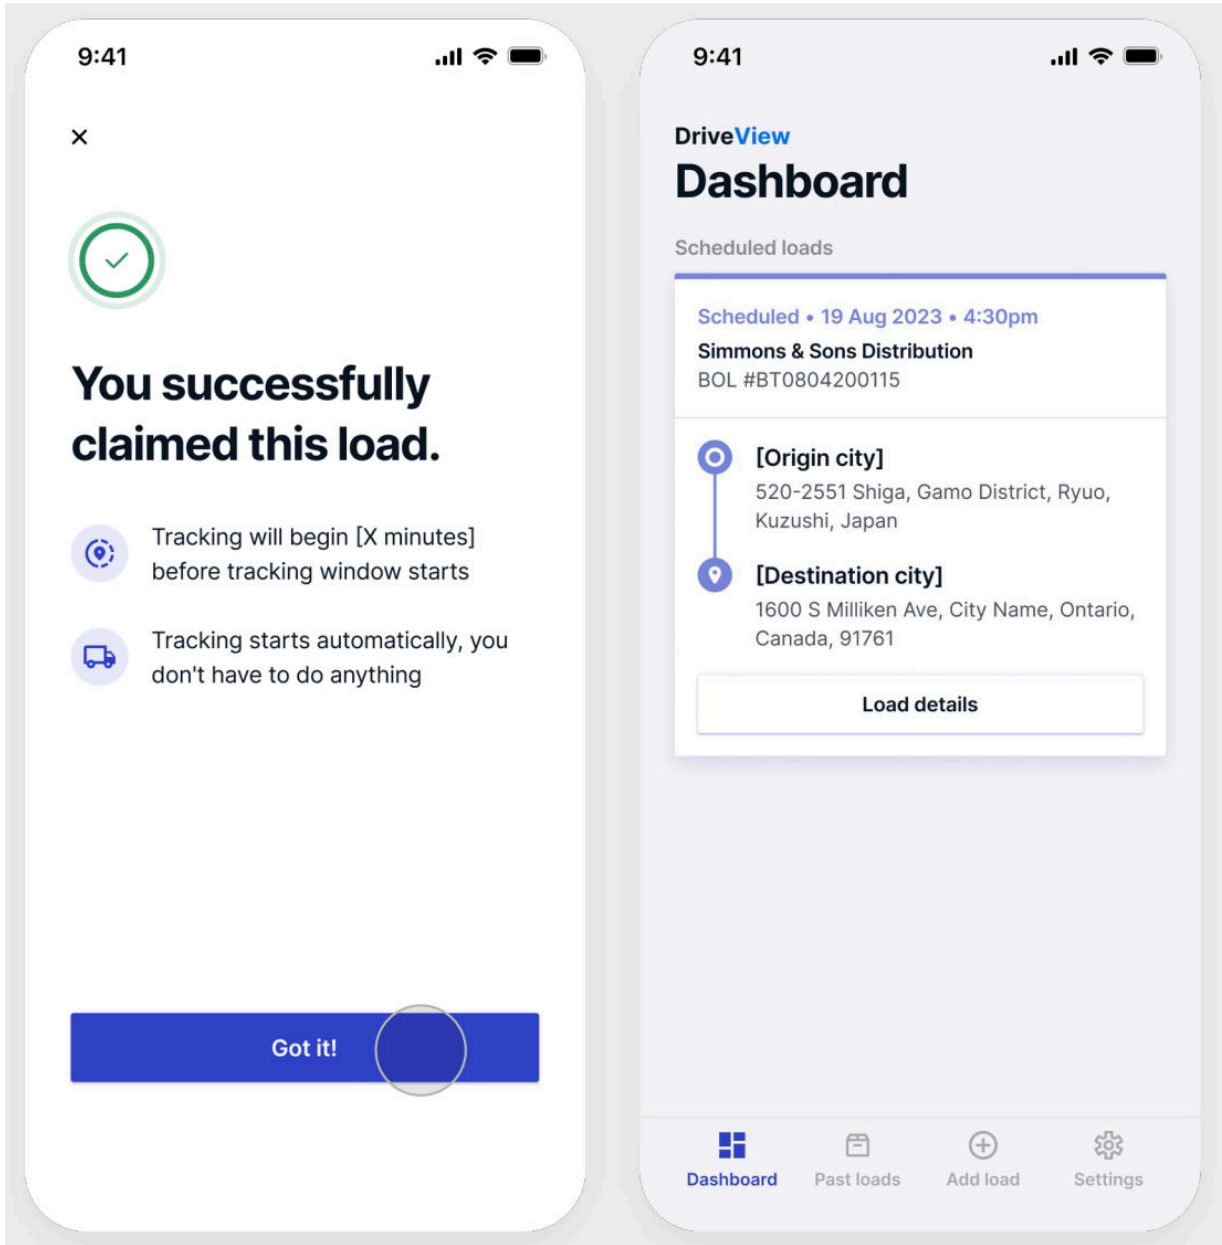 9:41
You successfully
claimed this load.
Tracking will begin [X minutes]
before tracking window starts
Tracking starts automatically, you
don't have to do anything
Got it!
9:41
DriveView
Dashboard
Scheduled loads
Scheduled • 19 Aug 2023 • 4:30pm
Simmons & Sons Distribution
BOL #BT0804200115
[Origin city]
520-2551 Shiga, Gamo District, Ryuo,
Kuzushi, Japan
[Destination city]
1600 S Milliken Ave, City Name, Ontario,
Canada, 91761
Load details
Dashboard
Past loads
Add load
Settings